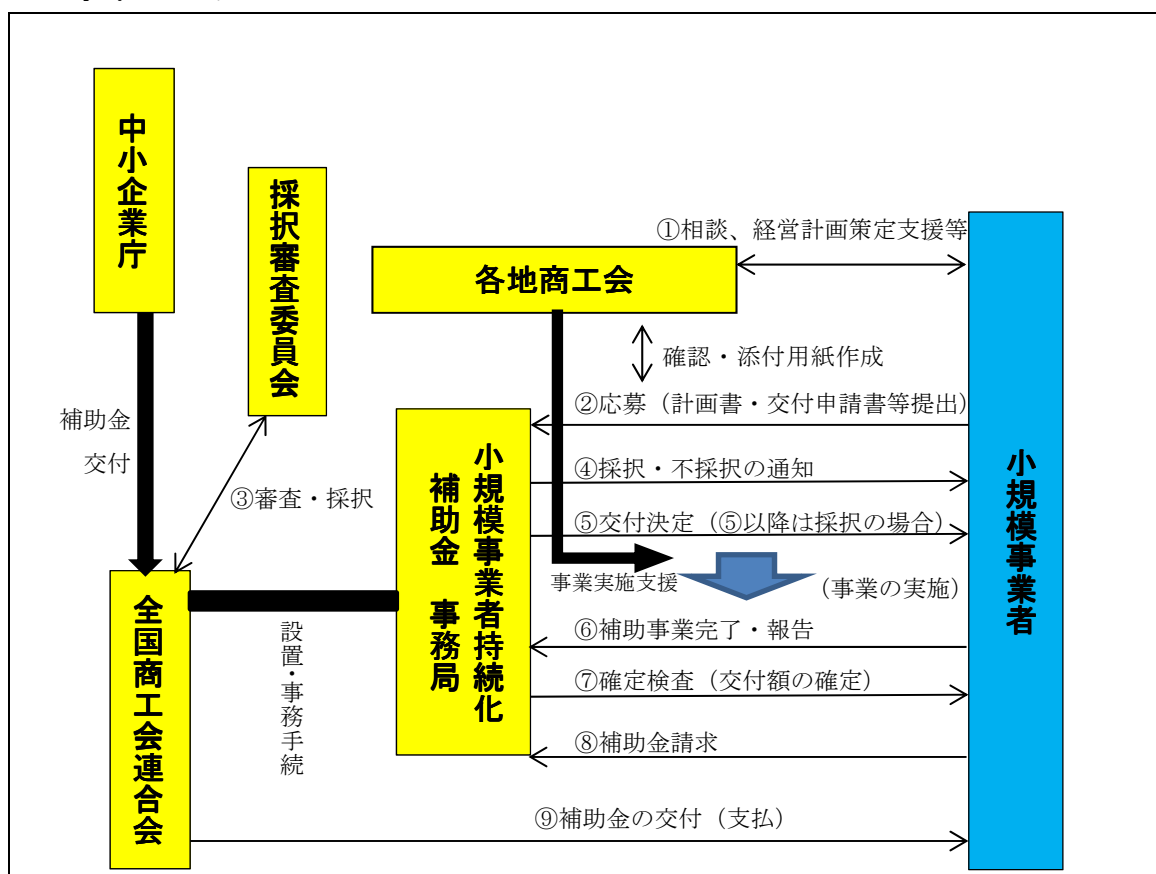 中小企業庁
採択審査委員会
①相談、経営計画策定支援等
各地商工会
確認・添付用紙作成
②応募（計画書・交付申請書等提出）
補助金
交付
③審査・採択
小規模事業者持続化
補助金　事務局
④採択・不採択の通知
⑤交付決定（⑤以降は採択の場合）
小規模事業者
事業実施支援
（事業の実施）
全国商工会連合会
設置・事務手続
⑥補助事業完了・報告
⑦確定検査（交付額の確定）
⑧補助金請求
⑨補助金の交付（支払）